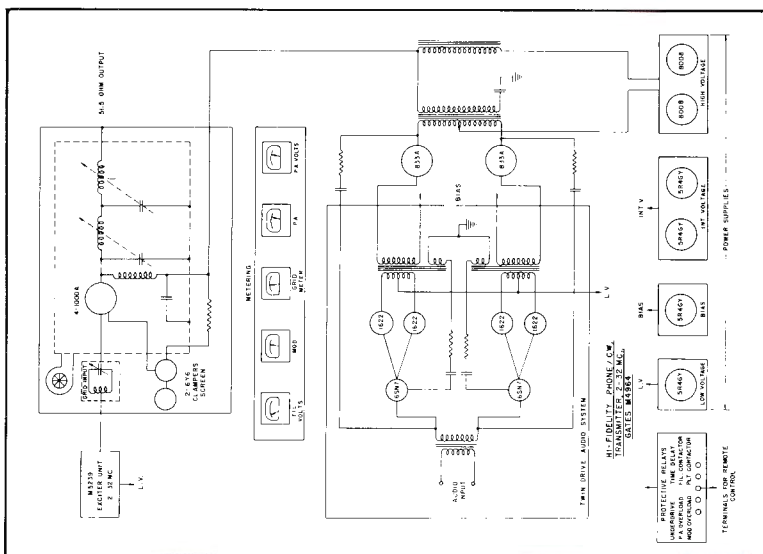 51.5 OHM OUTPUT
4-1000A
GRID INPUT
2-6Y6
CLAMPERS
SCREEN
M5239
EXCITER UNIT
2 32 MC.
L.V.
METERING
FIL
VOLTS
MOD
GRID
METER
PA
PA VOLTS
AUDIO
INPUT
6SN7
6SN7
1622
1622
1622
1622
833A
833A
BIAS
L.V.
TWIN DRIVE AUDIO SYSTEM
HI-FIDELITY PHONE/CW.
TRANSMITTER, 2-32 MC.
GATES M4964
PROTECTIVE RELAYS
UNDERDRIVE TIME DELAY
P A OVERLOAD FIL CONTACTOR
MOD OVERLOAD PLT CONTACTOR
TERMINALS FOR REMOTE
CONTROL
L.V.
5R4GY
LOW VOLTAGE
BIAS
5R4GY
BIAS
INT V.
5R4GY
5R4GY
INT VOLTAGE
8008
8008
HIGH VOLTAGE
POWER SUPPLIES